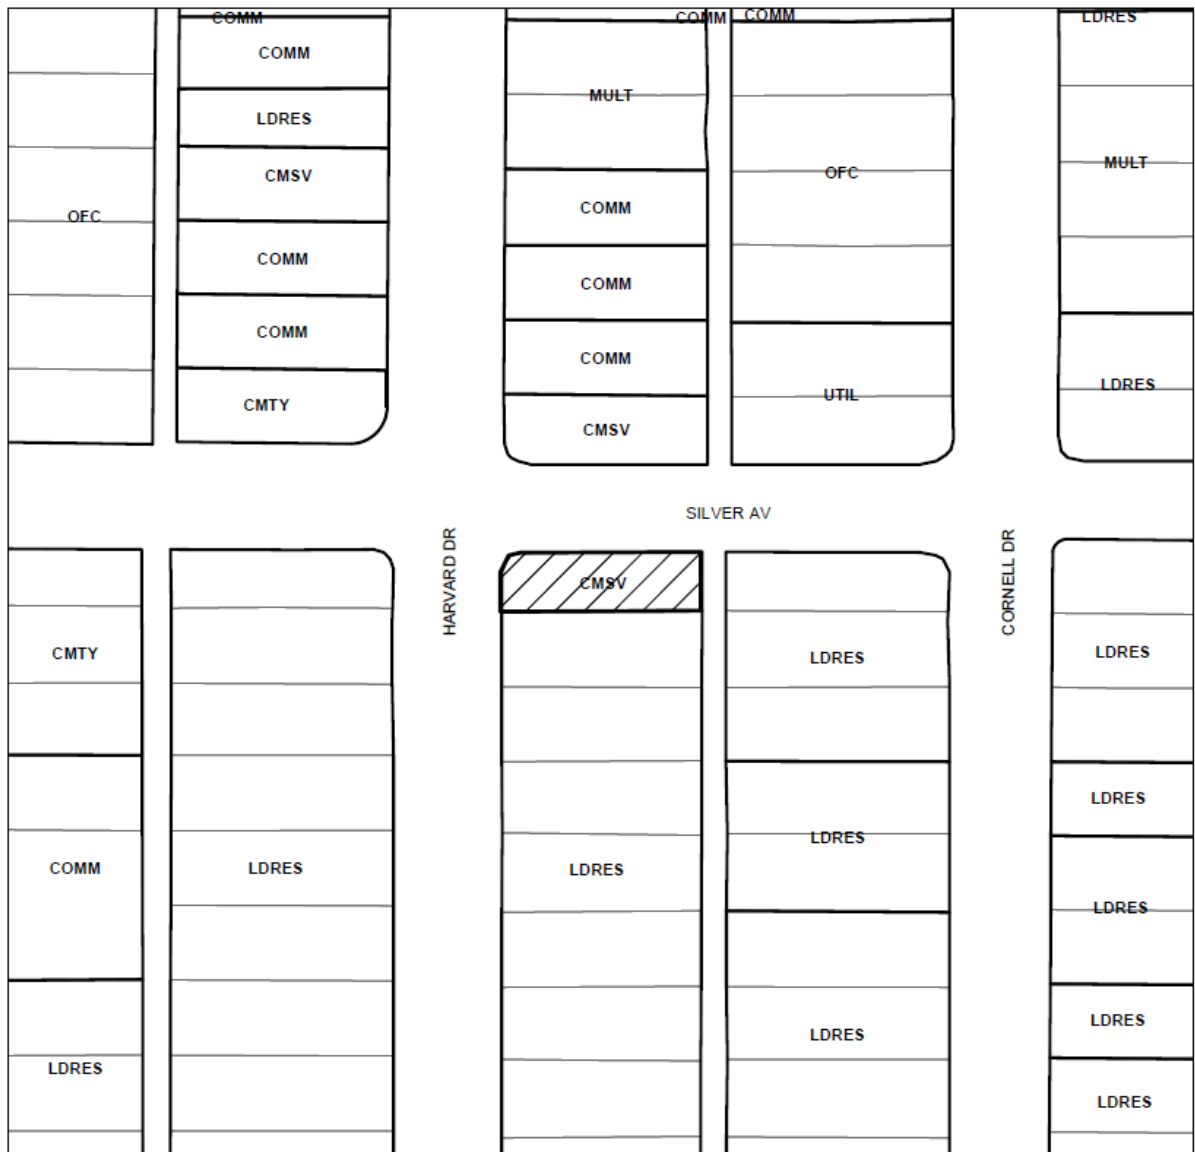 COMM
COMM
COMM
LDRES
COMM
MULT
LDRES
MULT
CMSV
OFC
COMM
OFC
COMM
COMM
COMM
COMM
COMM
LDRES
UTIL
CMTY
CMSV
SILVER AV
HARVARD DR
CORNELL DR
CMSV
CMTY
LDRES
LDRES
LDRES
LDRES
COMM
LDRES
LDRES
LDRES
LDRES
LDRES
LDRES
LDRES